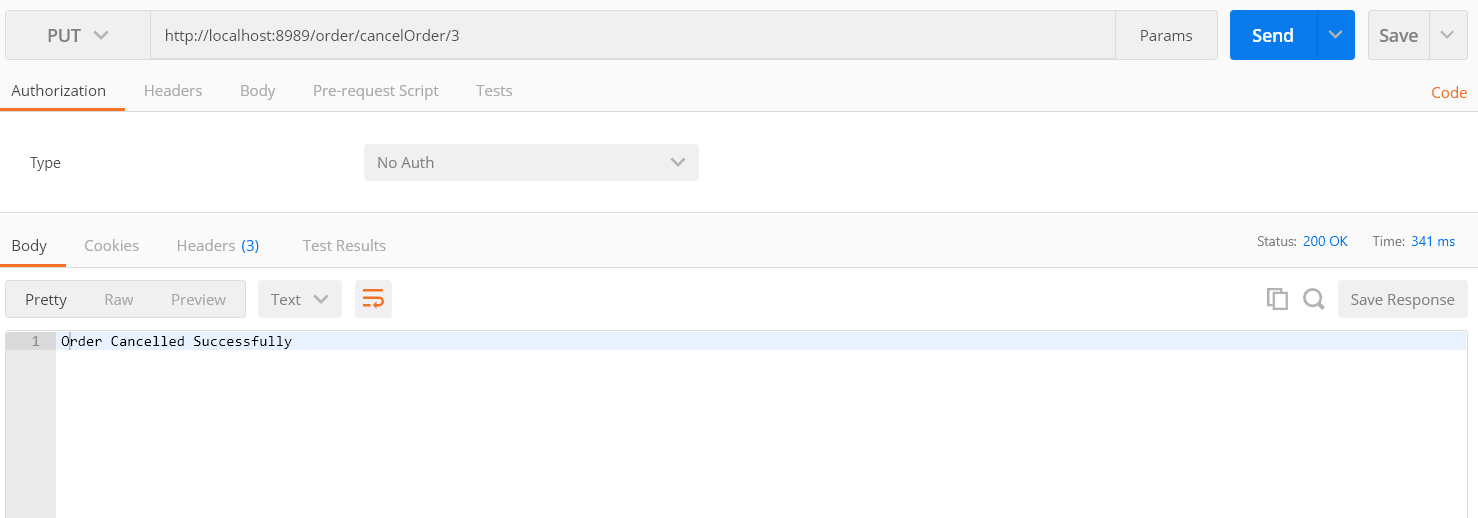 PUT http://localhost:8989/order/cancelOrder/3 Params Send Save
Authorization Headers Body Pre-request Script Tests Code
Type No Auth
Body Cookies Headers (3) Test Results Status: 200 OK Time: 341 ms
Pretty Raw Preview Text Save Response
1 Order Cancelled Successfully